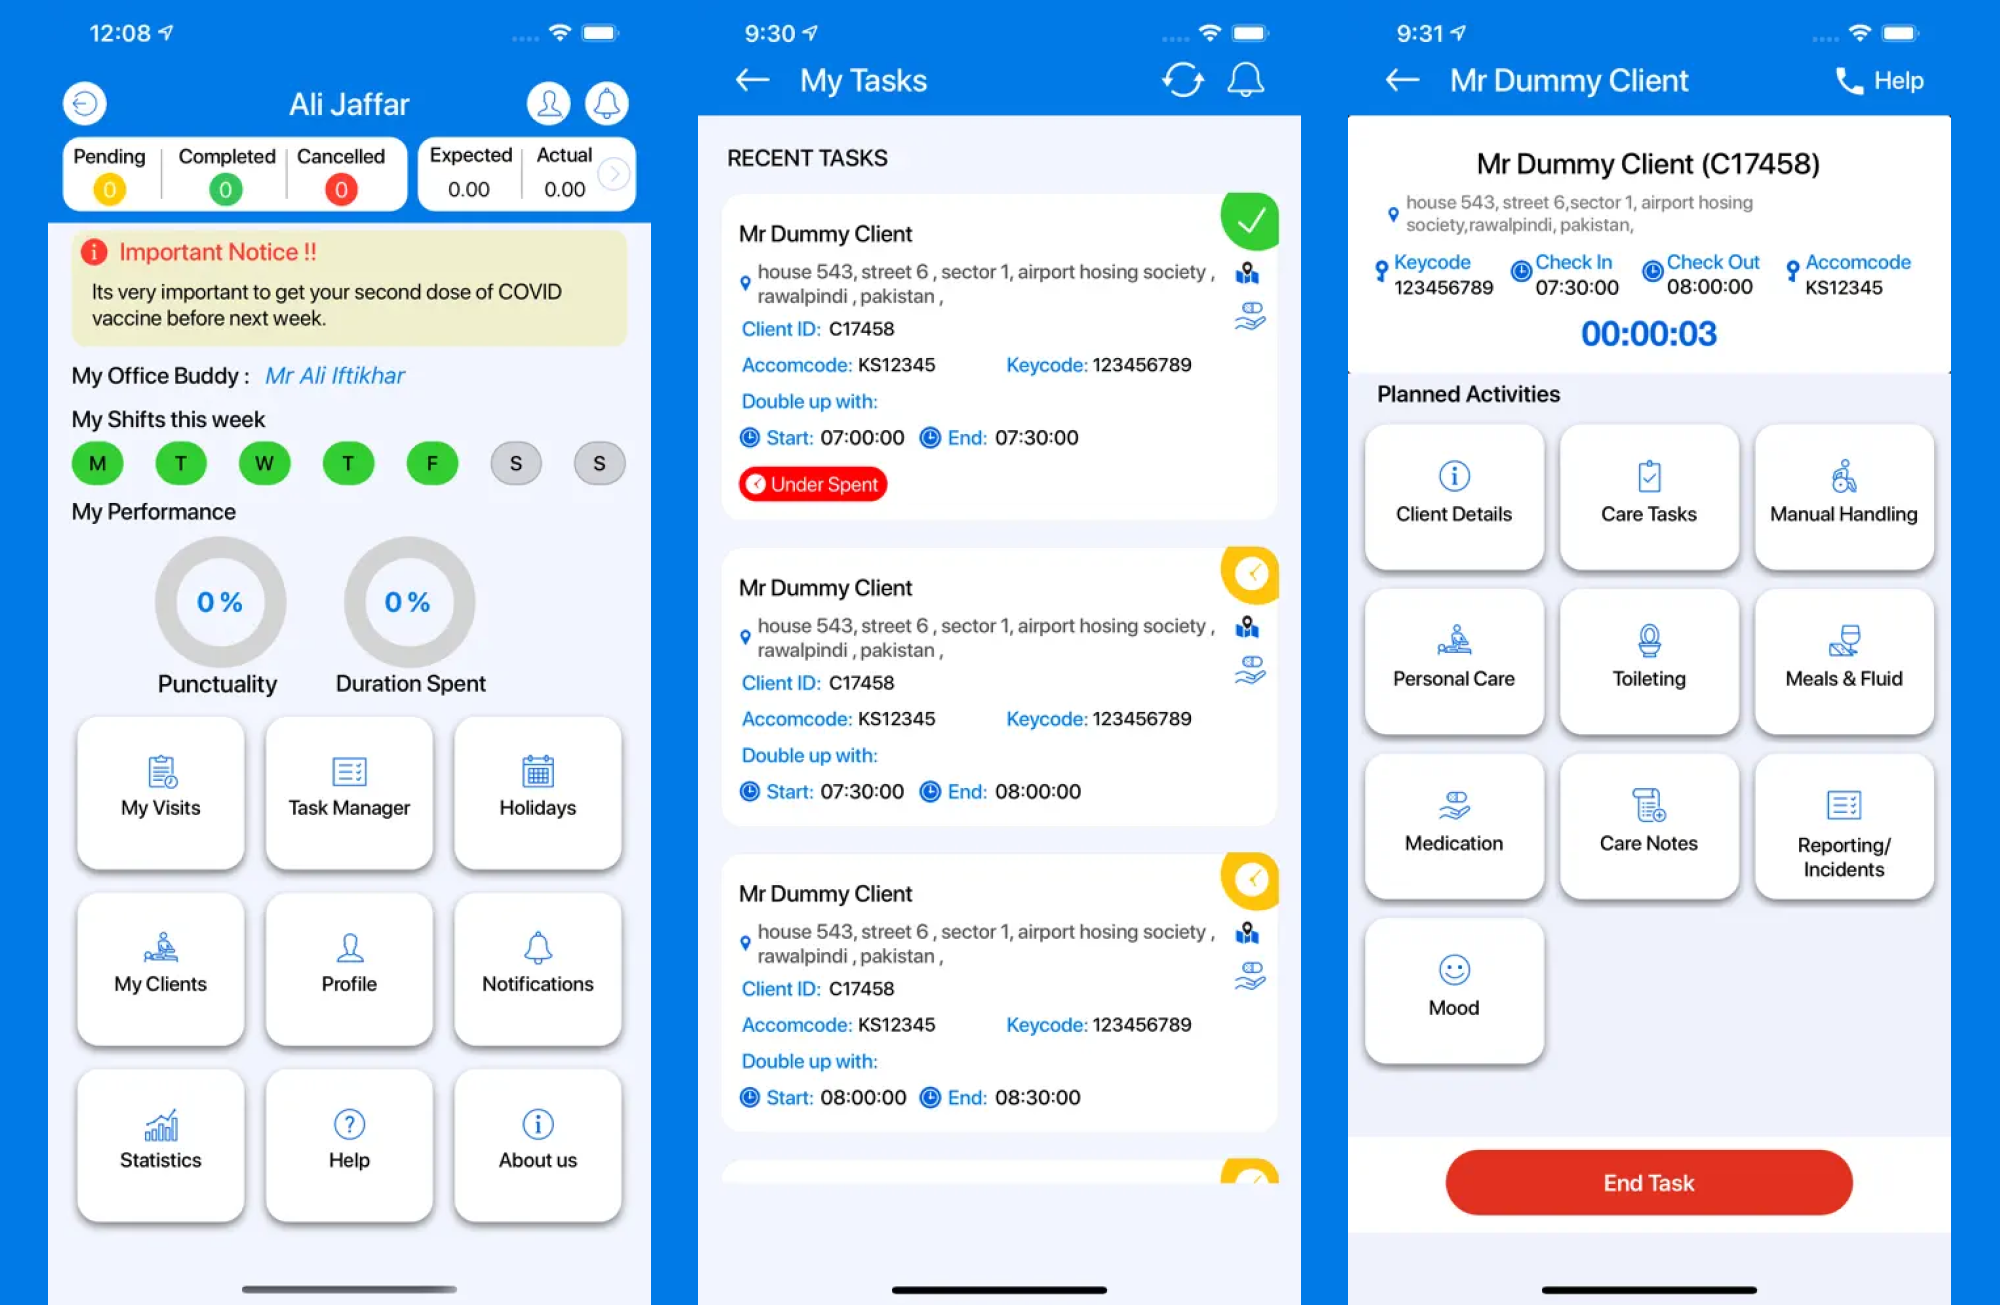 12:08
Ali Jaffar
Pending Completed Cancelled
0 0 0
Expected Actual
0.00 0.00
Important Notice !!
Its very important to get your second dose of COVID
vaccine before next week.
My Office Buddy : Mr Ali Iftikhar
My Shifts this week
M T W T F S S
My Performance
0 % 0 %
Punctuality Duration Spent
My Visits Task Manager Holidays
My Clients Profile Notifications
Statistics Help About us
9:30
My Tasks
RECENT TASKS
Mr Dummy Client
house 543, street 6 , sector 1, airport hosing society ,
rawalpindi , pakistan ,
Client ID: C17458
Accomcode: KS12345 Keycode: 123456789
Double up with:
Start: 07:00:00 End: 07:30:00
Under Spent
Mr Dummy Client
house 543, street 6 , sector 1, airport hosing society ,
rawalpindi , pakistan ,
Client ID: C17458
Accomcode: KS12345 Keycode: 123456789
Double up with:
Start: 07:30:00 End: 08:00:00
Mr Dummy Client
house 543, street 6 , sector 1, airport hosing society ,
rawalpindi , pakistan ,
Client ID: C17458
Accomcode: KS12345 Keycode: 123456789
Double up with:
Start: 08:00:00 End: 08:30:00
9:31
Mr Dummy Client Help
Mr Dummy Client (C17458)
house 543, street 6,sector 1, airport hosing
society,rawalpindi, pakistan,
Keycode Check In Check Out Accomcode
123456789 07:30:00 08:00:00 KS12345
00:00:03
Planned Activities
Client Details Care Tasks Manual Handling
Personal Care Toileting Meals & Fluid
Medication Care Notes Reporting/
Incidents
Mood
End Task